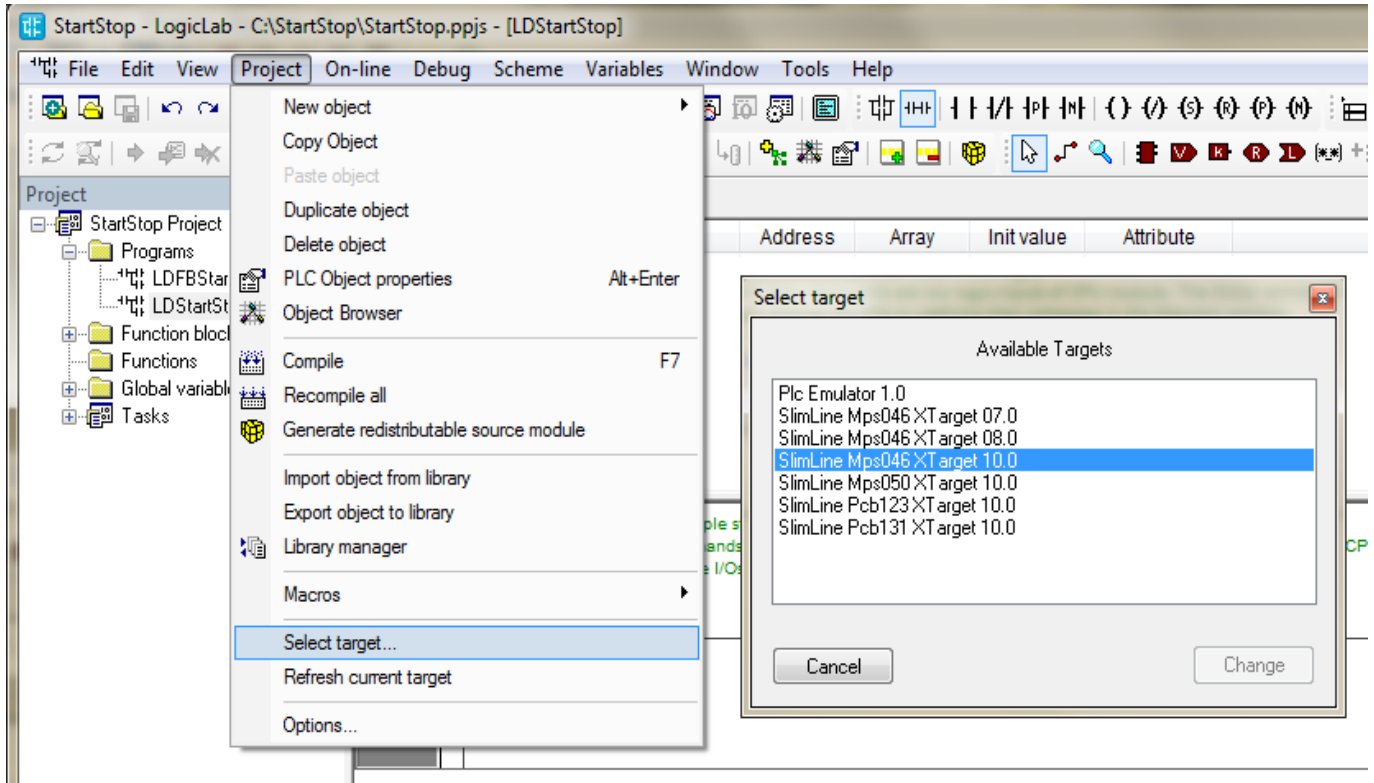 StartStop - LogicLab - C:\StartStop\StartStop.ppjs - [LDStartStop]
File Edit View Project On-line Debug Scheme Variables Window Tools Help
Project
StartStop Project
Programs
LDFBStar
LDStartSt
Function block
Functions
Global variable
Tasks
New object
Copy Object
Paste object
Duplicate object
Delete object
PLC Object properties Alt+Enter
Object Browser
Compile F7
Recompile all
Generate redistributable source module
Import object from library
Export object to library
Library manager
Macros
Select target...
Refresh current target
Options...
Address Array Init value Attribute
Select target
Available Targets
Plc Emulator 1.0
SlimLine Mps046 XTarget 07.0
SlimLine Mps046 XTarget 08.0
SlimLine Mps046 XTarget 10.0
SlimLine Mps050 XTarget 10.0
SlimLine Pcb123 XTarget 10.0
SlimLine Pcb131 XTarget 10.0
Cancel Change
ple s
ands
e I/Os
CP